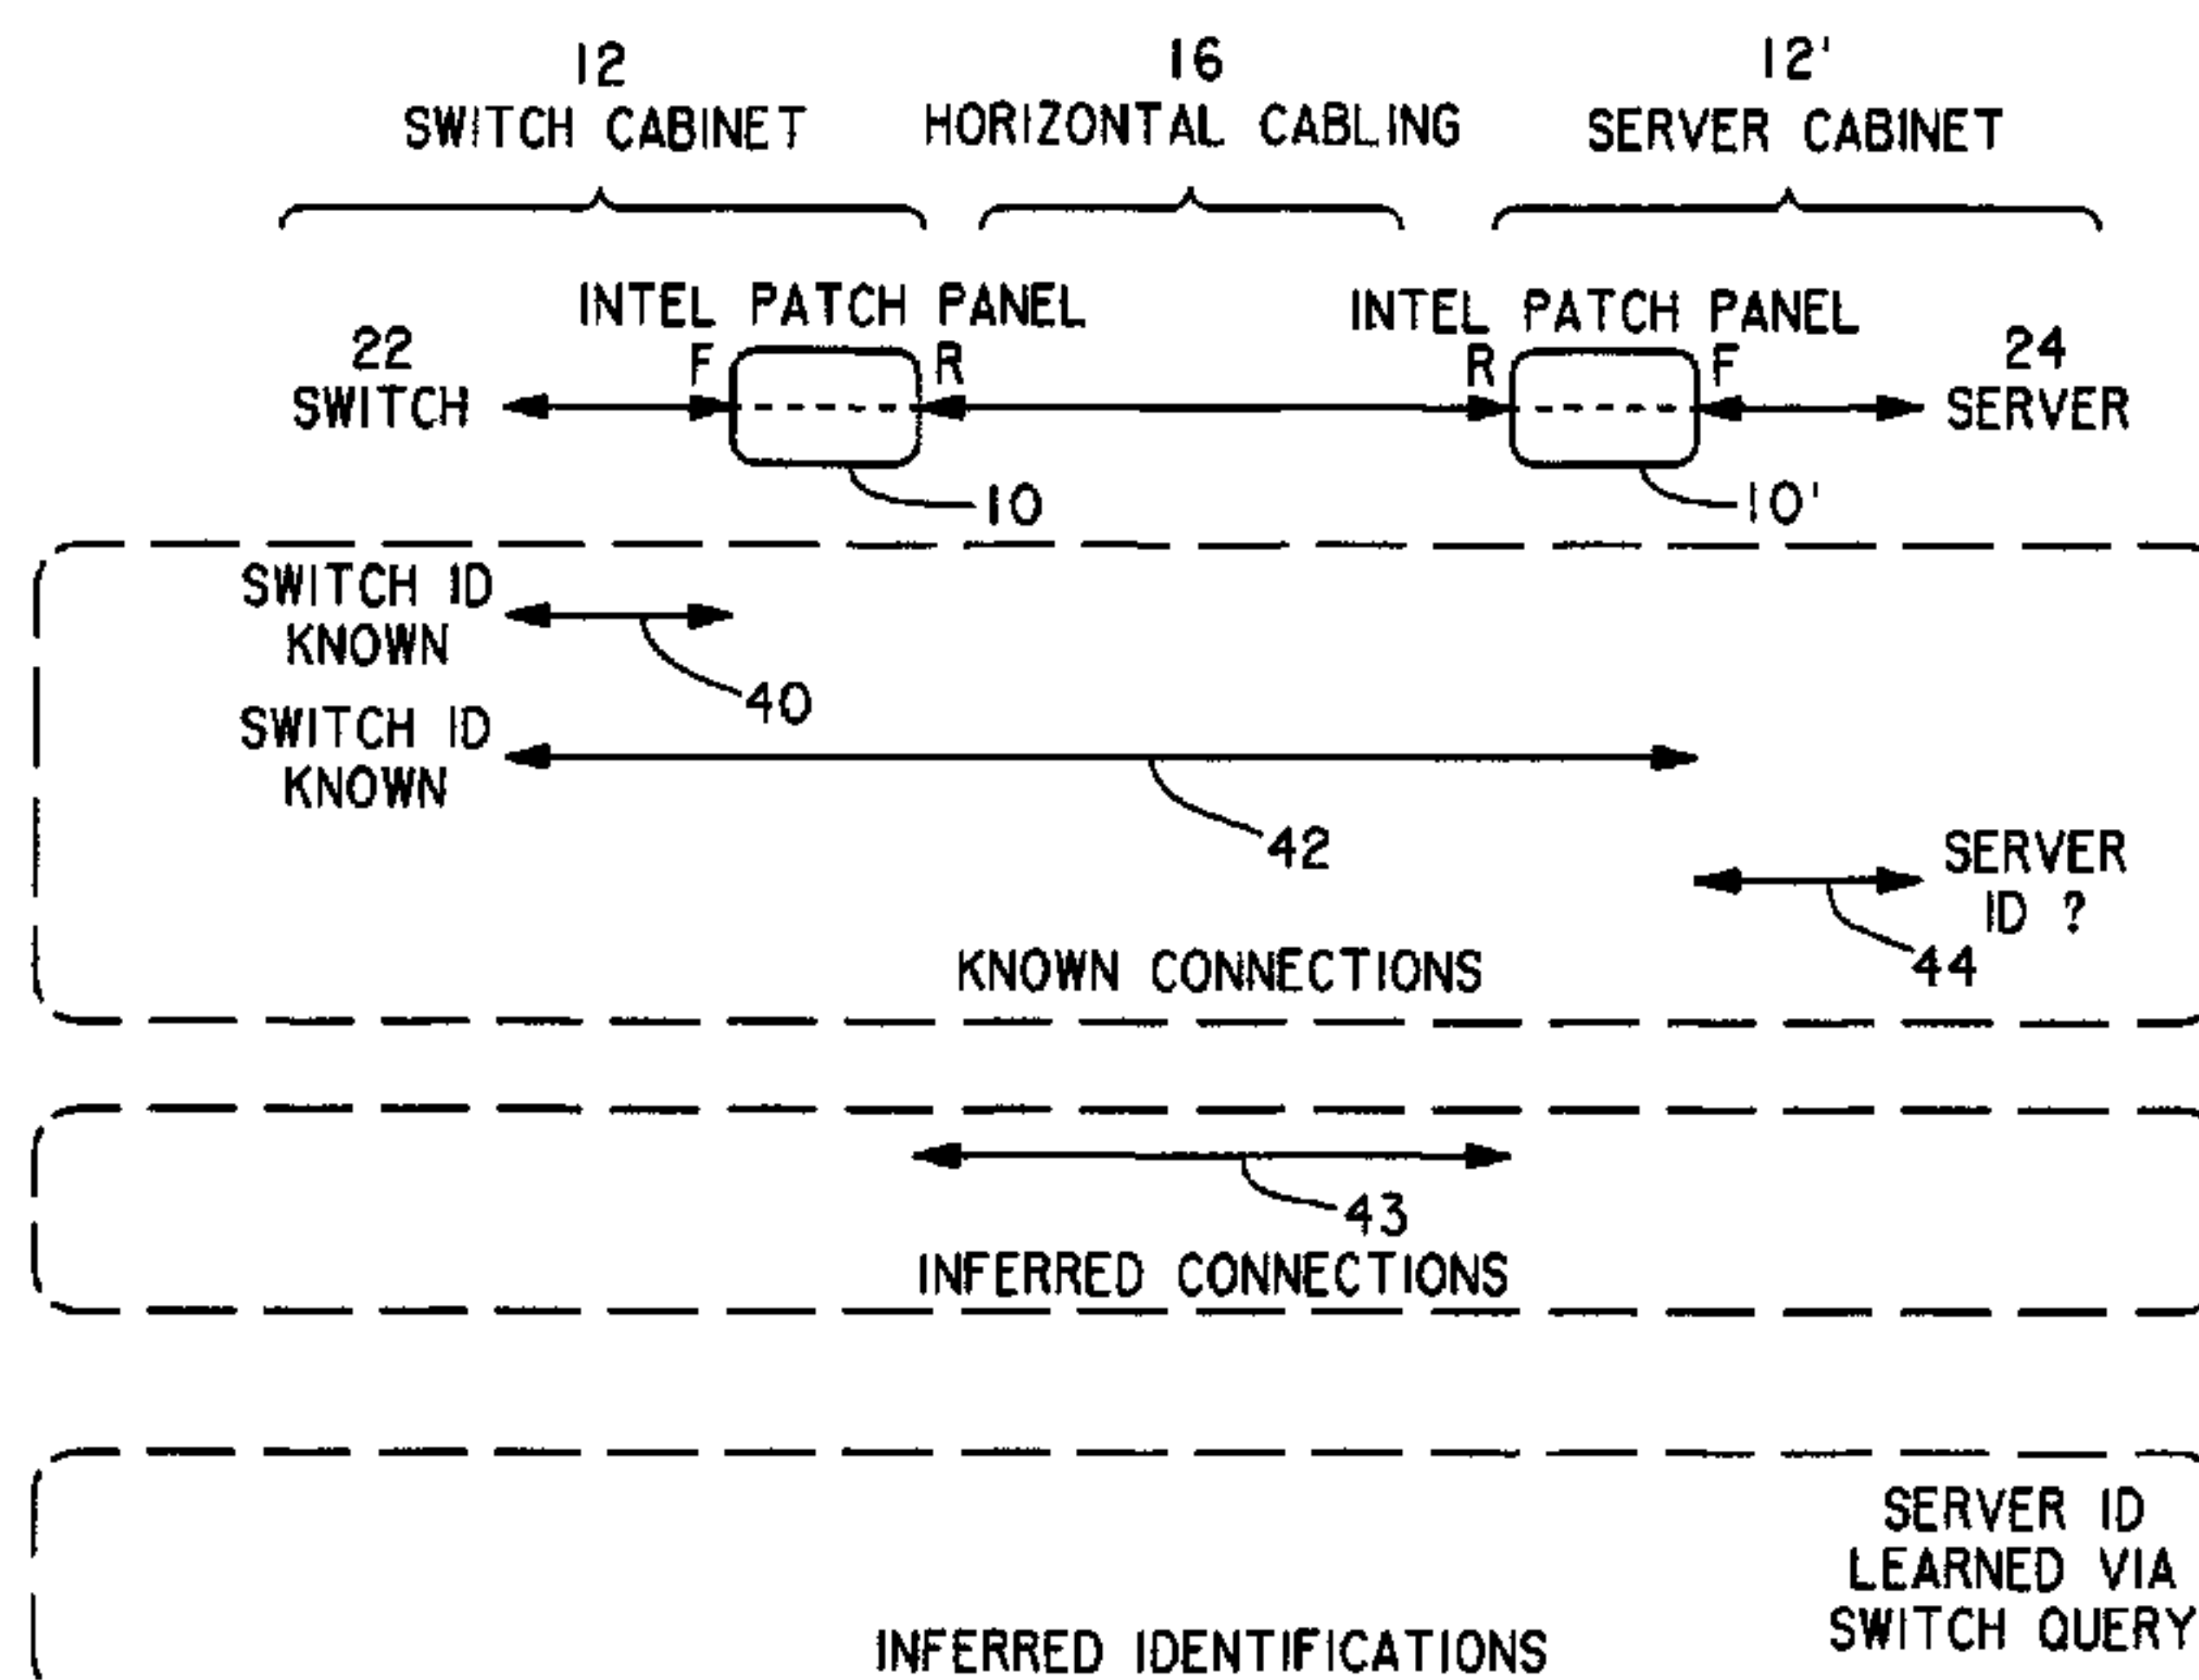 12 16 12'
SWITCH CABINET HORIZONTAL CABLING SERVER CABINET
INTEL PATCH PANEL INTEL PATCH PANEL
22 F R R F 24
SWITCH SERVER
10 10'
SWITCH ID
KNOWN
40
SWITCH ID
KNOWN
42
SERVER
ID ?
44
KNOWN CONNECTIONS
43
INFERRED CONNECTIONS
SERVER ID
LEARNED VIA
SWITCH QUERY
INFERRED IDENTIFICATIONS